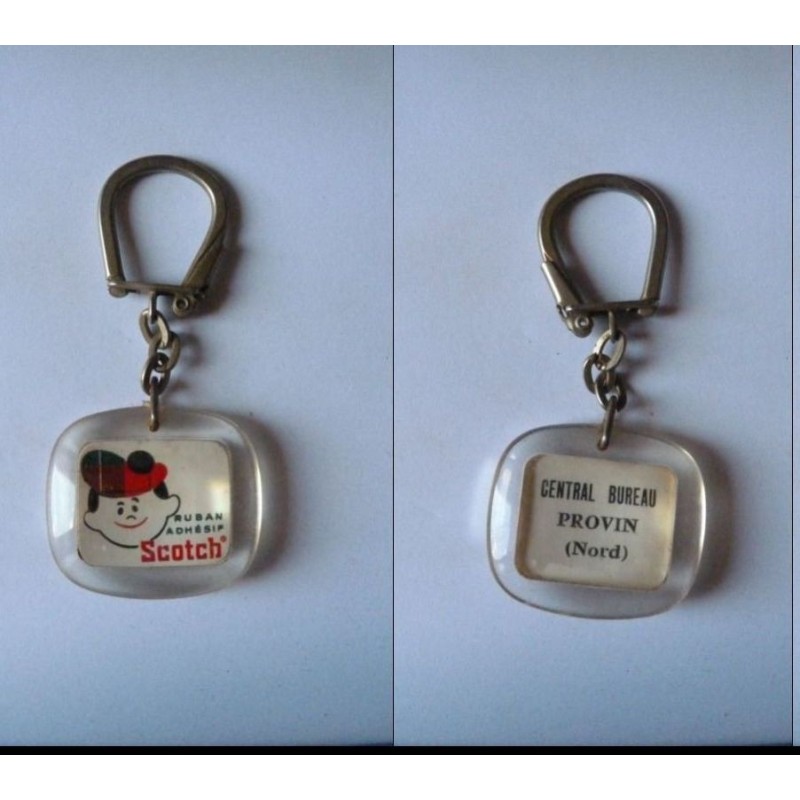 RUBAN
ADHÉSIF
Scotch®
CENTRAL BUREAU
PROVIN
(Nord)